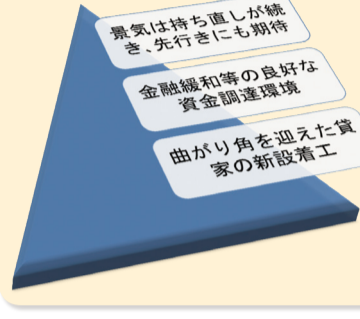 景気は持ち直しが続
き、先行きにも期待
金融緩和等の良好な
資金調達環境
曲がり角を迎えた貸
家の新設着工